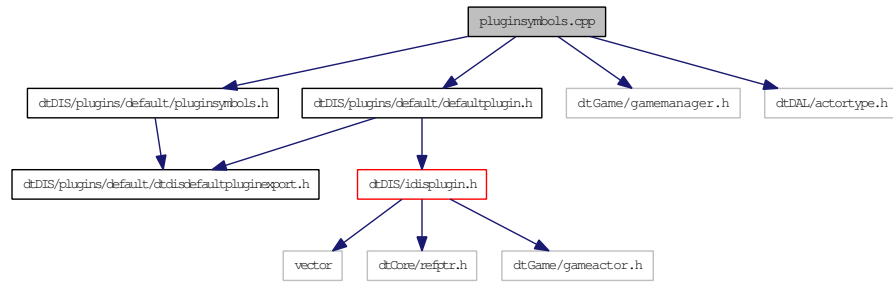 pluginsymbols.cpp
dtDIS/plugins/default/pluginsymbols.h
dtDIS/plugins/default/defaultplugin.h
dtGame/gamemanager.h
dtDAL/actortype.h
dtDIS/plugins/default/dtdisdefaultpluginexport.h
dtDIS/idisplugin.h
vector
dtCore/refptr.h
dtGame/gameactor.h